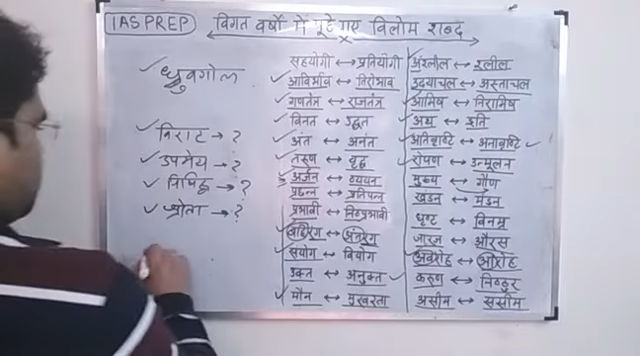 IAS PREP विगत वर्षो में पूछे गए विलोम शब्द
ध्रुवगोल
विराट → ?
उपमेय → ?
निषिद्ध → ?
श्रोता → ?
सहयोगी ↔ प्रतियोगी
आविर्भाव ↔ तिरोभाव
गणतंत्र ↔ राजतंत्र
विनत ↔ उद्धत
अंत ↔ अनंत
तरुण ↔ वृद्ध
अर्जन ↔ व्ययन
प्रछन्न ↔
प्रभावी ↔ निष्प्रभावी
बहिरंग ↔ अंतरंग
संयोग ↔ वियोग
उक्त ↔ अनुक्त
मौन ↔ मुखरता
अश्लील ↔ श्लील
उदयाचल ↔ अस्ताचल
आमिष ↔ निरामिष
अथ ↔ इति
अतिवृष्टि ↔ अनावृष्टि
रोपण ↔ उन्मूलन
मुख्य ↔ गौण
खंडन ↔ मंडन
धृष्ट ↔ विनम्र
जारज ↔ औरस
अवरोह ↔ आरोह
करुण ↔ निष्ठुर
असीम ↔ ससीम